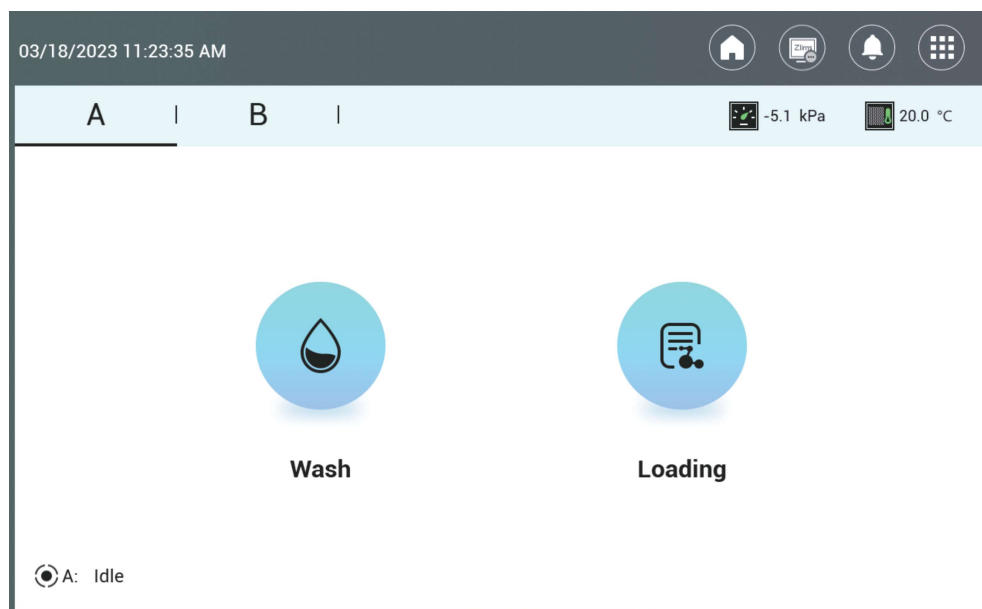 03/18/2023 11:23:35 AM
A | B |
-5.1 kPa 20.0 °C
Wash
Loading
A: Idle